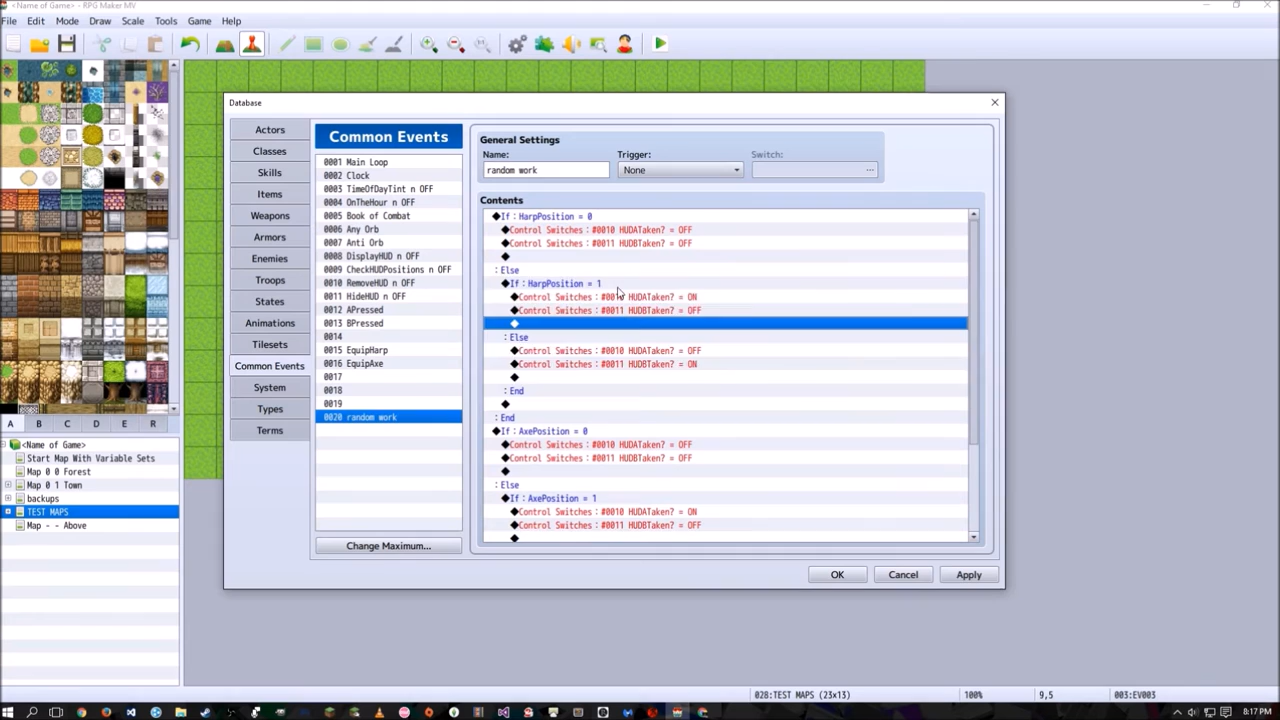 <Name of Game> - RPG Maker MV
File Edit Mode Draw Scale Tools Game Help
Database
Actors
Classes
Skills
Items
Weapons
Armors
Enemies
Troops
States
Animations
Tilesets
Common Events
System
Types
Terms
Common Events
0001 Main Loop
0002 Clock
0003 TimeOfDayTint n OFF
0004 OnTheHour n OFF
0005 Book of Combat
0006 Any Orb
0007 Anti Orb
0008 DisplayHUD n OFF
0009 CheckHUDPositions n OFF
0010 RemoveHUD n OFF
0011 HideHUD n OFF
0012 APressed
0013 BPressed
0014
0015 EquipHarp
0016 EquipAxe
0017
0018
0019
0020 random work
Change Maximum...
General Settings
Name: Trigger: Switch:
random work None ...
Contents
◆If : HarpPosition = 0
◆Control Switches : #0010 HUDATaken? = OFF
◆Control Switches : #0011 HUDBTaken? = OFF
◆
: Else
◆If : HarpPosition = 1
◆Control Switches : #0010 HUDATaken? = ON
◆Control Switches : #0011 HUDBTaken? = OFF
◆
: Else
◆Control Switches : #0010 HUDATaken? = OFF
◆Control Switches : #0011 HUDBTaken? = ON
◆
: End
◆
: End
◆If : AxePosition = 0
◆Control Switches : #0010 HUDATaken? = OFF
◆Control Switches : #0011 HUDBTaken? = OFF
◆
: Else
◆If : AxePosition = 1
◆Control Switches : #0010 HUDATaken? = ON
◆Control Switches : #0011 HUDBTaken? = OFF
◆
OK Cancel Apply
A B C D E R
<Name of Game>
Start Map With Variable Sets
Map 0 0 Forest
Map 0 1 Town
backups
TEST MAPS
Map - - Above
028:TEST MAPS (23x13) 100% 9,5 003:EV003
8:17 PM